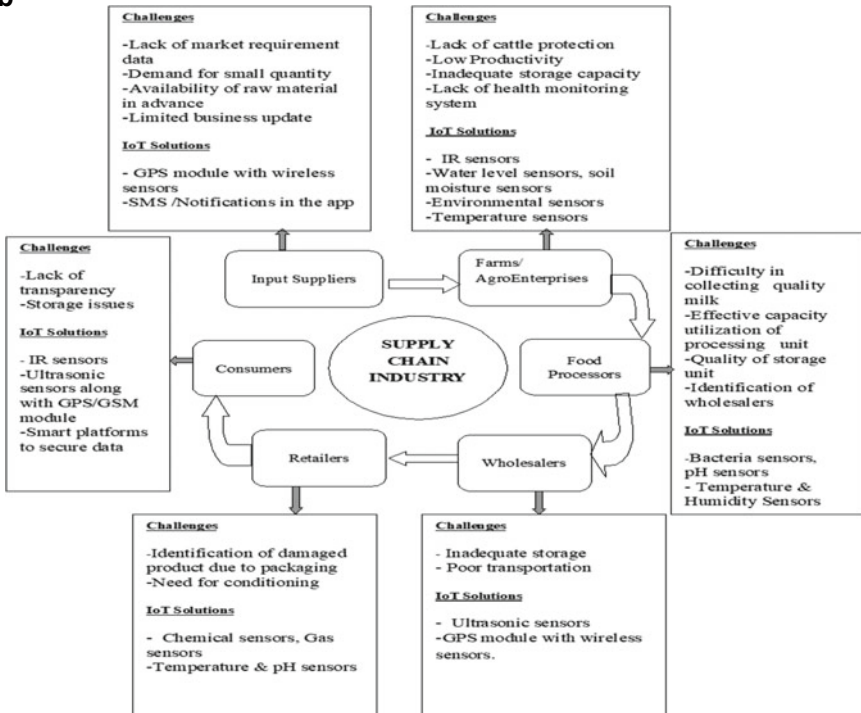 b
Challenges
-Lack of market requirement
data
-Demand for small quantity
-Availability of raw material
in advance
-Limited business update
IoT Solutions
- GPS module with wireless
sensors
-SMS /Notifications in the app
Challenges
-Lack of cattle protection
-Low Productivity
-Inadequate storage capacity
-Lack of health monitoring
system
IoT Solutions
- IR sensors
-Water level sensors, soil
moisture sensors
-Environmental sensors
-Temperature sensors
Input Suppliers
Farms/
AgroEnterprises
Challenges
-Lack of
transparency
-Storage issues
IoT Solutions
- IR sensors
-Ultrasonic
sensors along
with GPS/GSM
module
-Smart platforms
to secure data
Consumers
SUPPLY
CHAIN
INDUSTRY
Food
Processors
Challenges
-Difficulty in
collecting quality
milk
-Effective capacity
utilization of
processing unit
-Quality of storage
unit
-Identification of
wholesalers
IoT Solutions
-Bacteria sensors,
pH sensors
- Temperature &
Humidity Sensors
Retailers
Wholesalers
Challenges
-Identification of damaged
product due to packaging
-Need for conditioning
IoT Solutions
- Chemical sensors, Gas
sensors
-Temperature & pH sensors
Challenges
- Inadequate storage
- Poor transportation
IoT Solutions
- Ultrasonic sensors
-GPS module with wireless
sensors.